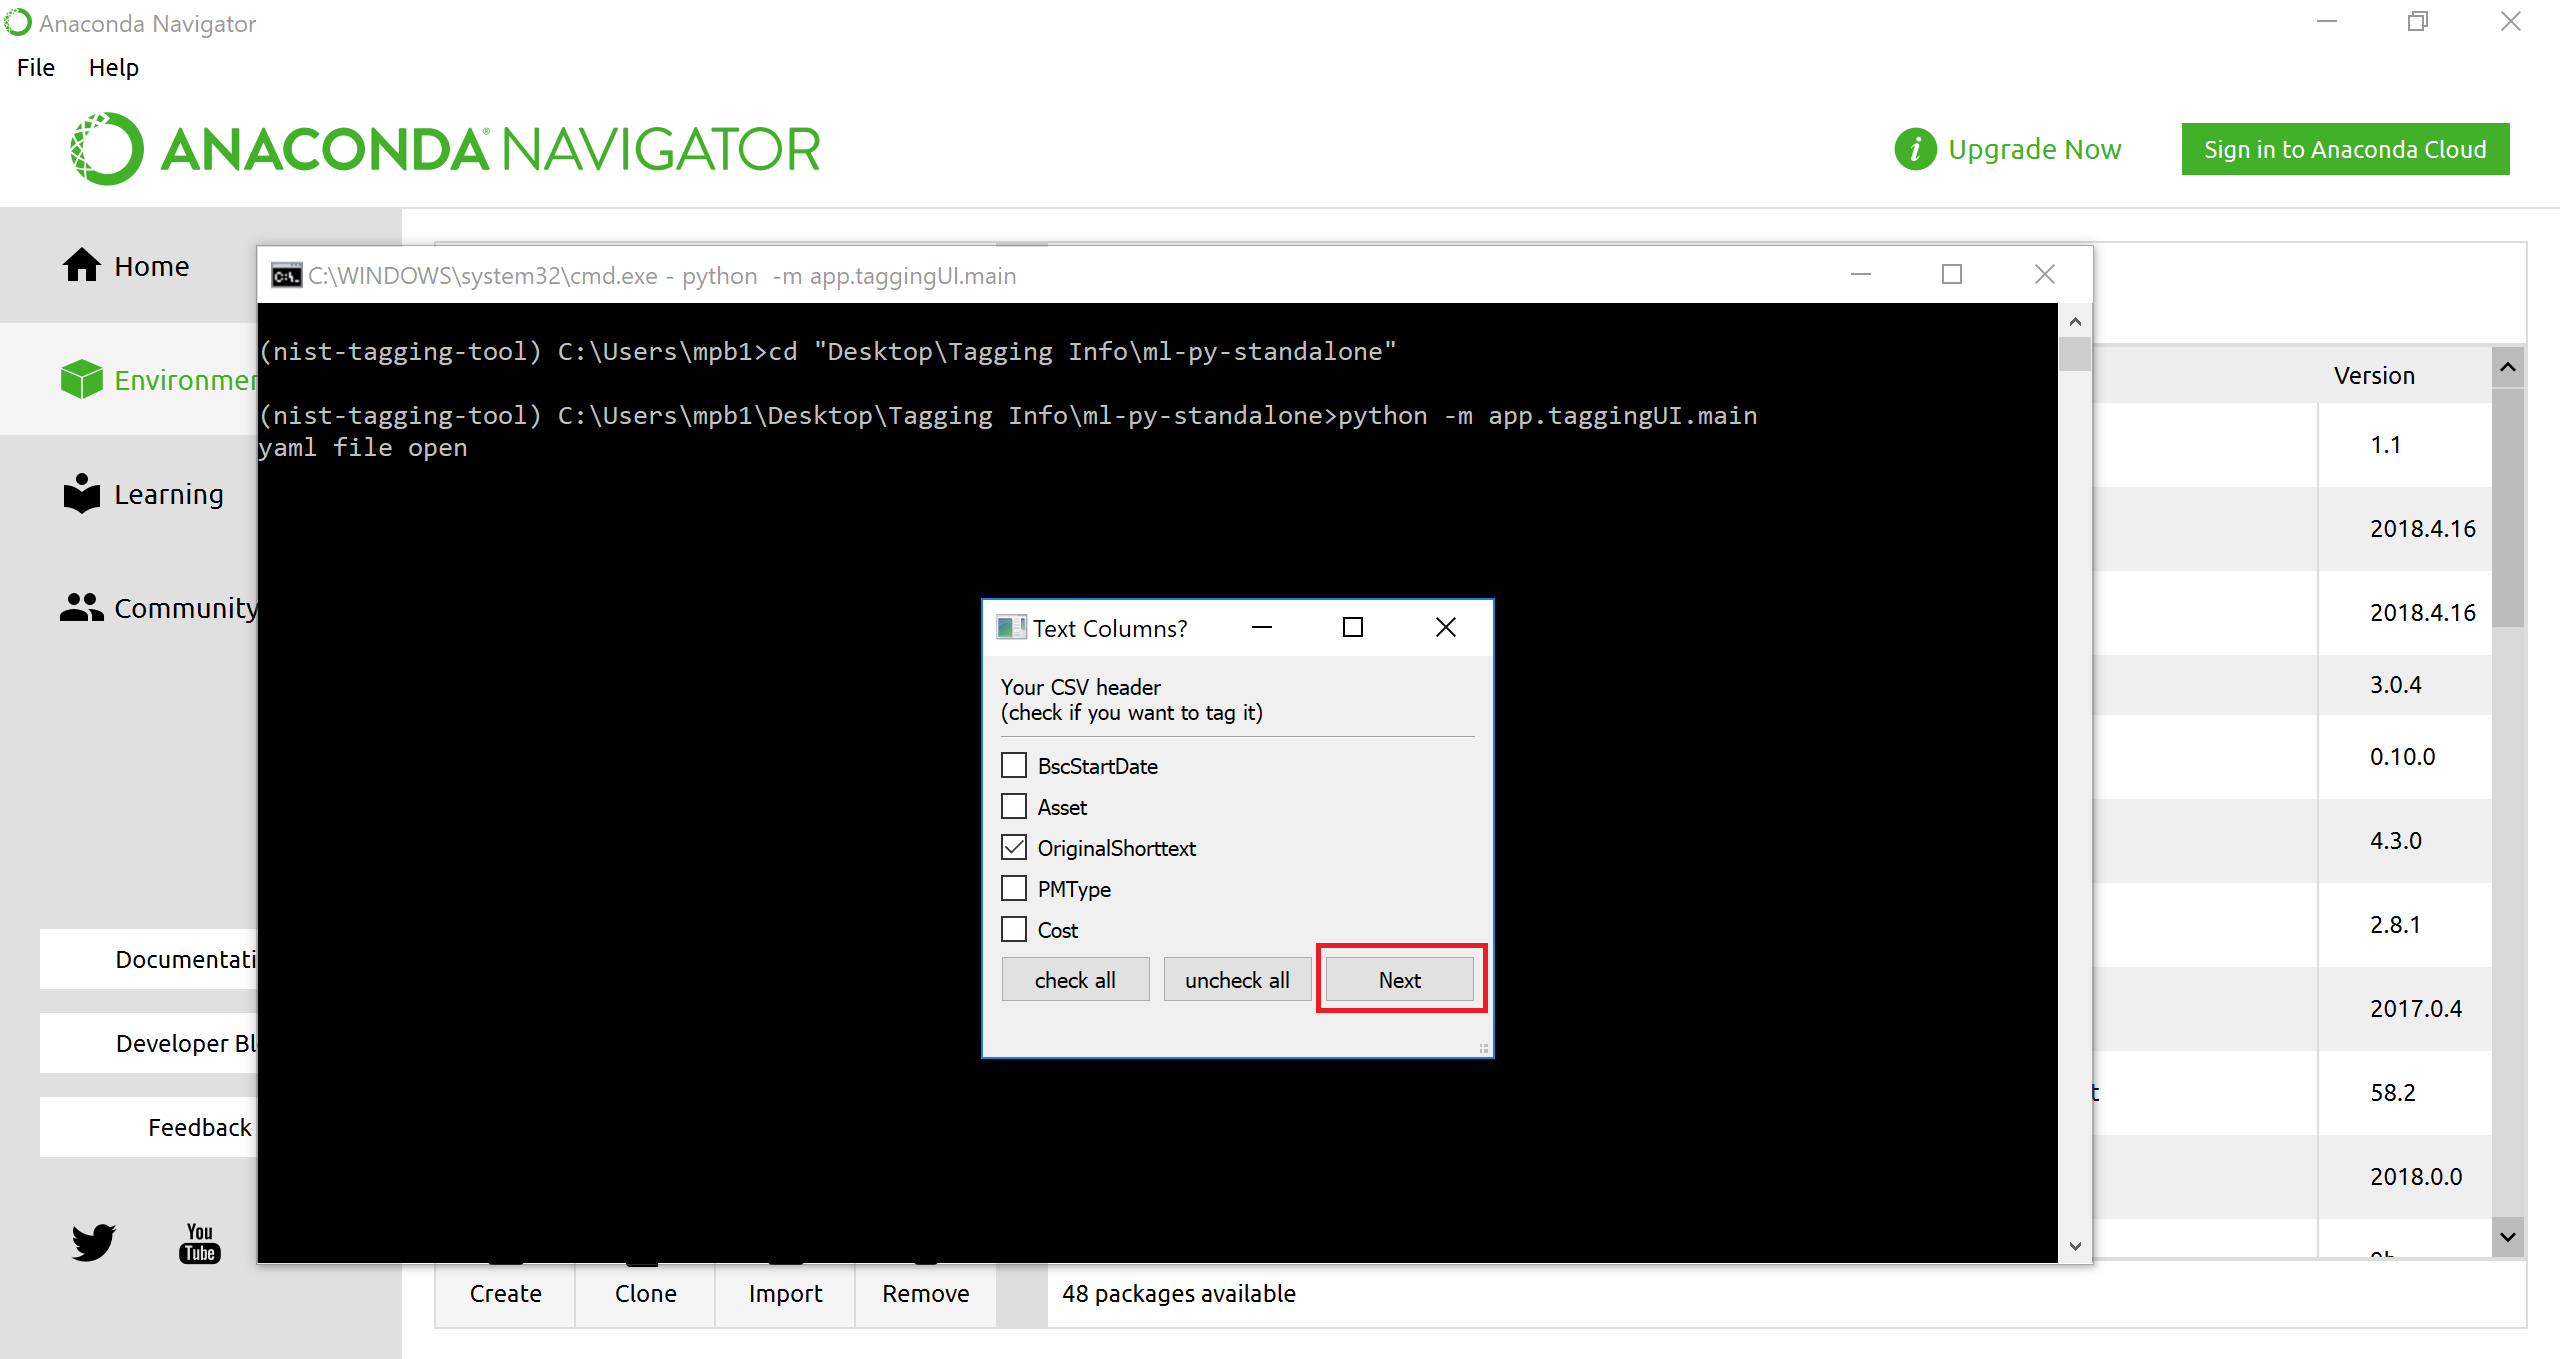 Anaconda Navigator
File Help
ANACONDA NAVIGATOR
Upgrade Now
Sign in to Anaconda Cloud
Home
Learning
Community
Feedback
You
Tube
C:\WINDOWS\system32\cmd.exe - python  -m app.taggingUI.main
(nist-tagging-tool) C:\Users\mpb1>cd "Desktop\Tagging Info\ml-py-standalone"
(nist-tagging-tool) C:\Users\mpb1\Desktop\Tagging Info\ml-py-standalone>python -m app.taggingUI.main
yaml file open
Text Columns?
Your CSV header
(check if you want to tag it)
BscStartDate
Asset
OriginalShorttext
PMType
Cost
check all
uncheck all
Next
Version
1.1
2018.4.16
2018.4.16
3.0.4
0.10.0
4.3.0
2.8.1
2017.0.4
58.2
2018.0.0
Environmen
Documentati
Developer Bl
Create
Clone
Import
Remove
48 packages available